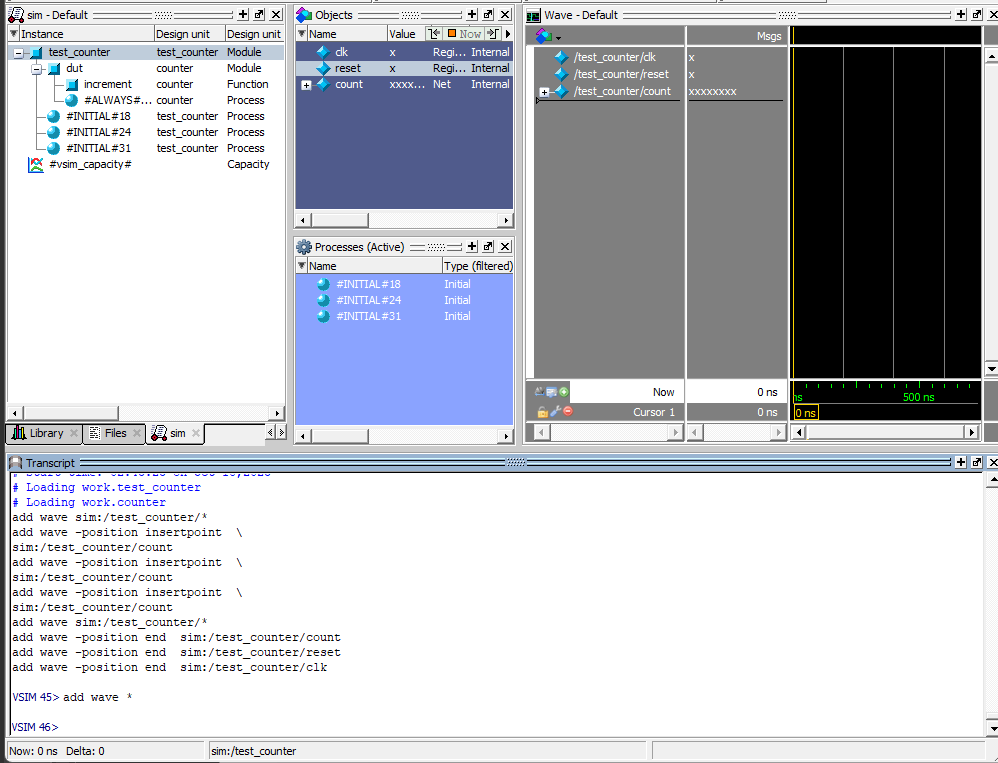 sim - Default
Instance Design unit Design unit
test_counter test_counter Module
dut counter Module
increment counter Function
#ALWAYS#... counter Process
#INITIAL#18 test_counter Process
#INITIAL#24 test_counter Process
#INITIAL#31 test_counter Process
#vsim_capacity# Capacity
Library Files sim
Objects
Name Value Now
clk x Regi... Internal
reset x Regi... Internal
count xxxx... Net Internal
Processes (Active)
Name Type (filtered)
#INITIAL#18 Initial
#INITIAL#24 Initial
#INITIAL#31 Initial
Wave - Default
Msgs
/test_counter/clk x
/test_counter/reset x
/test_counter/count xxxxxxxx
Now 0 ns ns 500 ns
Cursor 1 0 ns 0 ns
Transcript
# Loading work.test_counter
# Loading work.counter
add wave sim:/test_counter/*
add wave -position insertpoint \
sim:/test_counter/count
add wave -position insertpoint \
sim:/test_counter/count
add wave -position insertpoint \
sim:/test_counter/count
add wave sim:/test_counter/*
add wave -position end sim:/test_counter/count
add wave -position end sim:/test_counter/reset
add wave -position end sim:/test_counter/clk
VSIM 45> add wave *
VSIM 46>
Now: 0 ns Delta: 0 sim:/test_counter